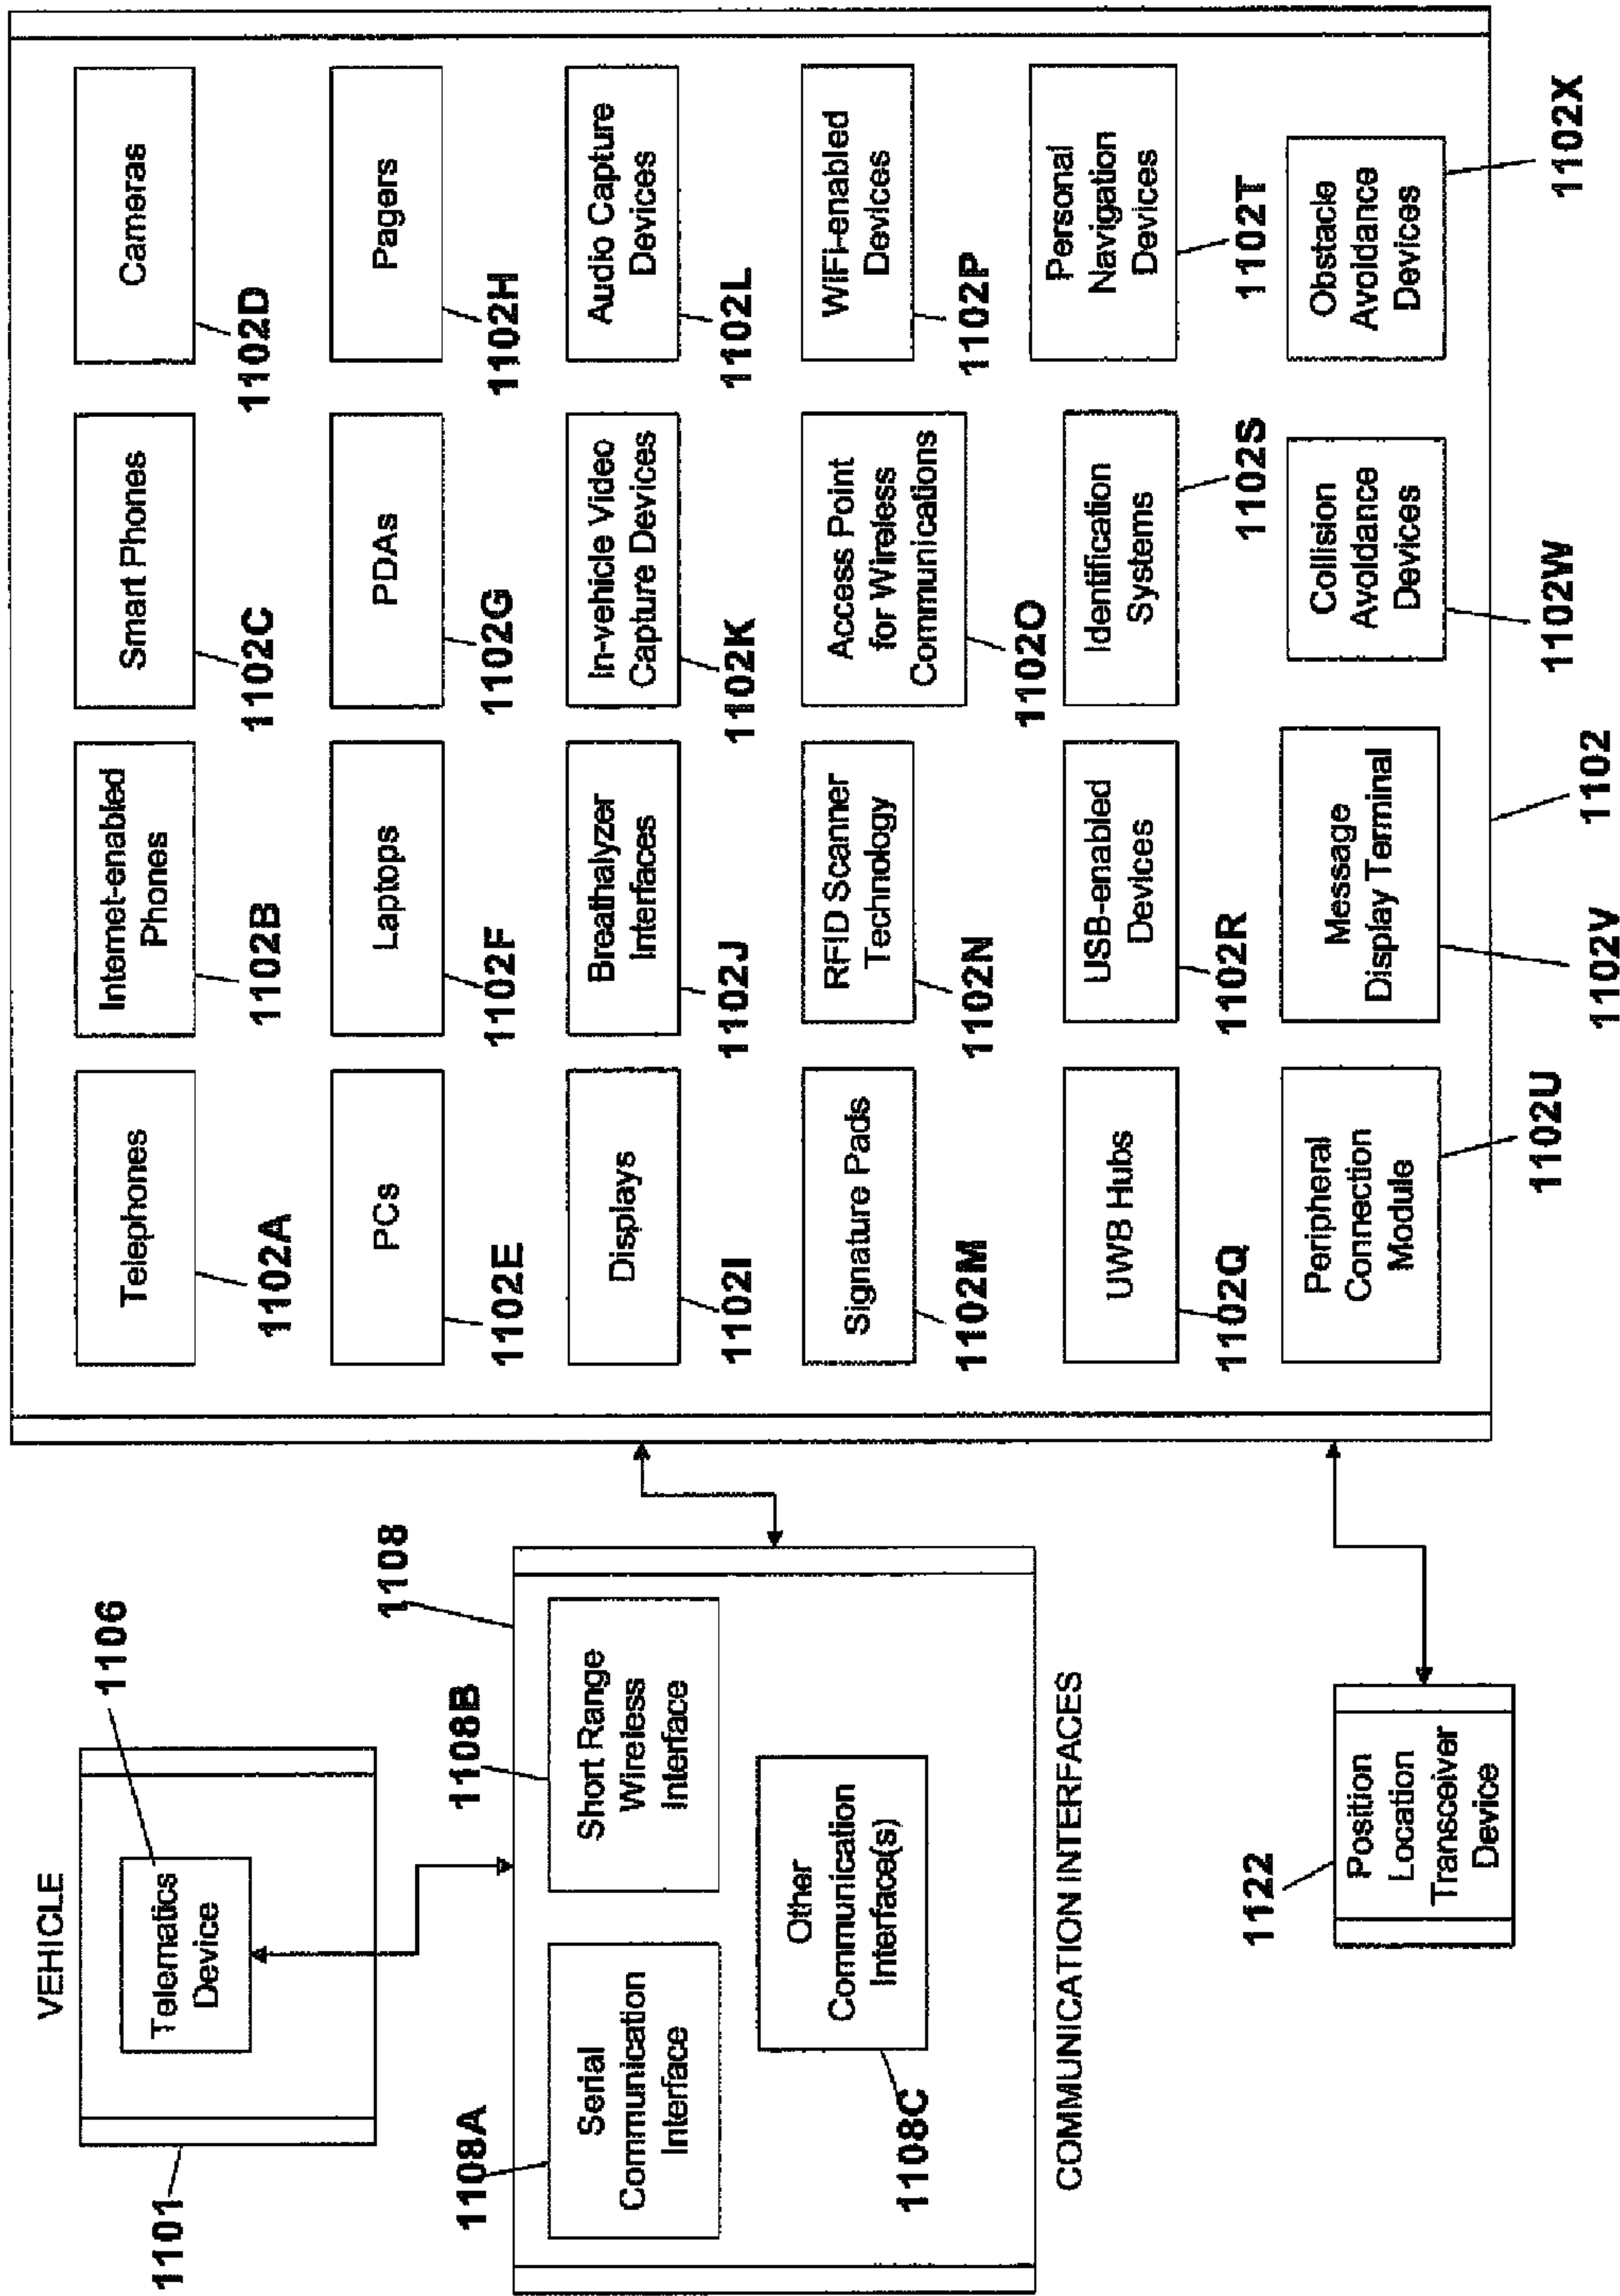 VEHICLE
1101
Telematics
Device
1106
1108A
1108B
1108
Serial
Communication
Interface
Short Range
Wireless
Interface
Other
Communication
Interface(s)
1108C
COMMUNICATION INTERFACES
1122
Position
Location
Transceiver
Device
Telephones
1102A
Internet-enabled
Phones
1102B
Smart Phones
1102C
Cameras
1102D
PCs
1102E
Laptops
1102F
PDAs
1102G
Pagers
1102H
Displays
1102I
Breathalyzer
Interfaces
1102J
In-vehicle Video
Capture Devices
1102K
Audio Capture
Devices
1102L
Signature Pads
1102M
RFID Scanner
Technology
1102N
Access Point
for Wireless
Communications
1102O
WiFi-enabled
Devices
1102P
UWB Hubs
1102Q
USB-enabled
Devices
1102R
Identification
Systems
1102S
Personal
Navigation
Devices
1102T
Peripheral
Connection
Module
1102U
Message
Display Terminal
1102V
Collision
Avoidance
Devices
1102W
Obstacle
Avoidance
Devices
1102X
1102